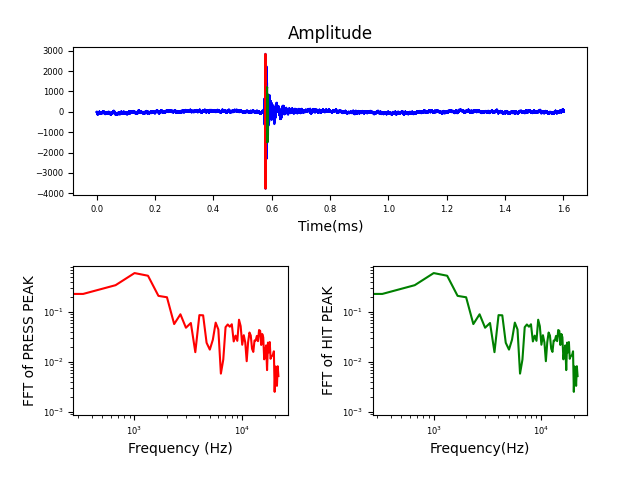 Amplitude
3000
2000
1000
0
−1000
−2000
−3000
−4000
0.0 0.2 0.4 0.6 0.8 1.0 1.2 1.4 1.6
Time(ms)
FFT of PRESS PEAK
10⁻¹
10⁻²
10⁻³
10³ 10⁴
Frequency (Hz)
FFT of HIT PEAK
10⁻¹
10⁻²
10⁻³
10³ 10⁴
Frequency(Hz)